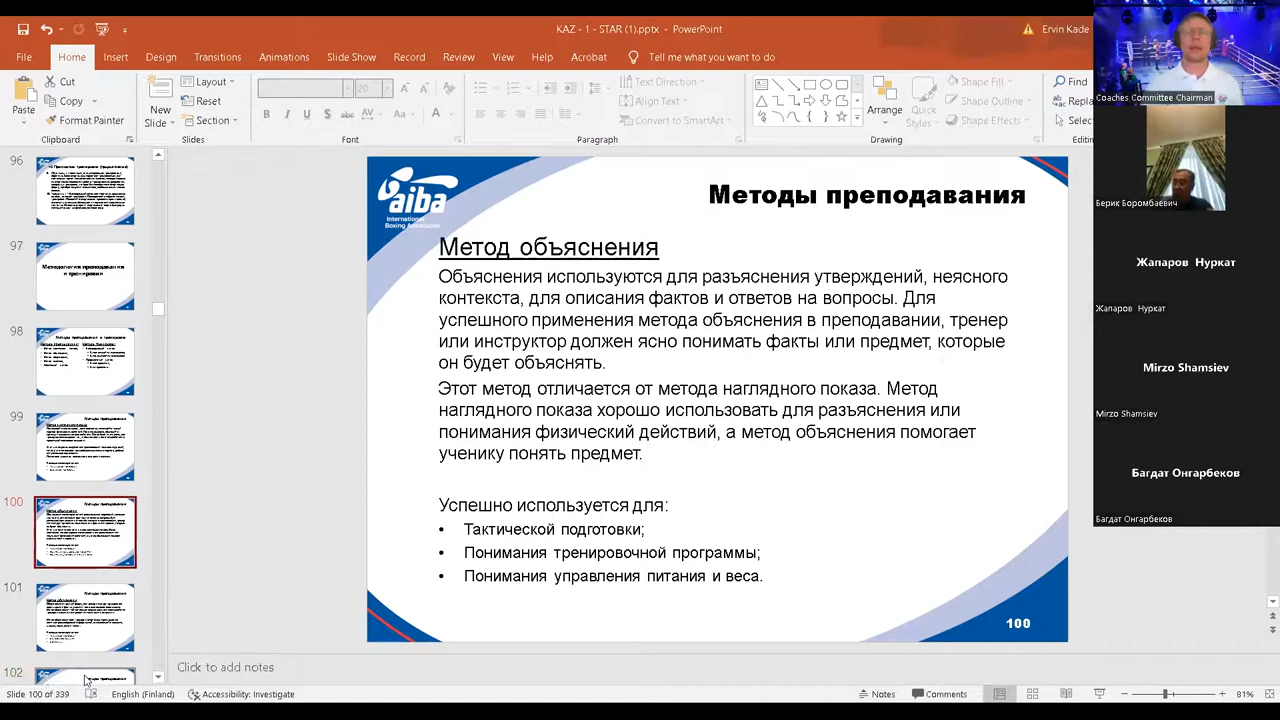 KAZ - 1 - STAR (1).pptx - PowerPoint
Ervin Kade
File Home Insert Design Transitions Animations Slide Show Record Review View Help Acrobat Tell me what you want to do
Paste
Cut
Copy
Format Painter
Clipboard
New Slide
Layout
Reset
Section
Slides
20
Font
Text Direction
Align Text
Convert to SmartArt
Paragraph
Arrange
Quick Styles
Shape Fill
Shape Outline
Shape Effects
Drawing
Find
Repla
Selec
Editin
96
97
Методология преподавания
и тренировки
98
99
100
101
102
aiba
International
Boxing Association
Методы преподавания
Метод объяснения
Объяснения используются для разъяснения утверждений, неясного
контекста, для описания фактов и ответов на вопросы. Для
успешного применения метода объяснения в преподавании, тренер
или инструктор должен ясно понимать факты или предмет, которые
он будет объяснять.
Этот метод отличается от метода наглядного показа. Метод
наглядного показа хорошо использовать для разъяснения или
понимания физический действий, а метод объяснения помогает
ученику понять предмет.
Успешно используется для:
• Тактической подготовки;
• Понимания тренировочной программы;
• Понимания управления питания и веса.
100
Coaches Committee Chairman
Берик Боромбаевич
Жапаров Нуркат
Жапаров Нуркат
Mirzo Shamsiev
Mirzo Shamsiev
Багдат Онгарбеков
Багдат Онгарбеков
Click to add notes
Slide 100 of 339 English (Finland) Accessibility: Investigate Notes Comments 81%